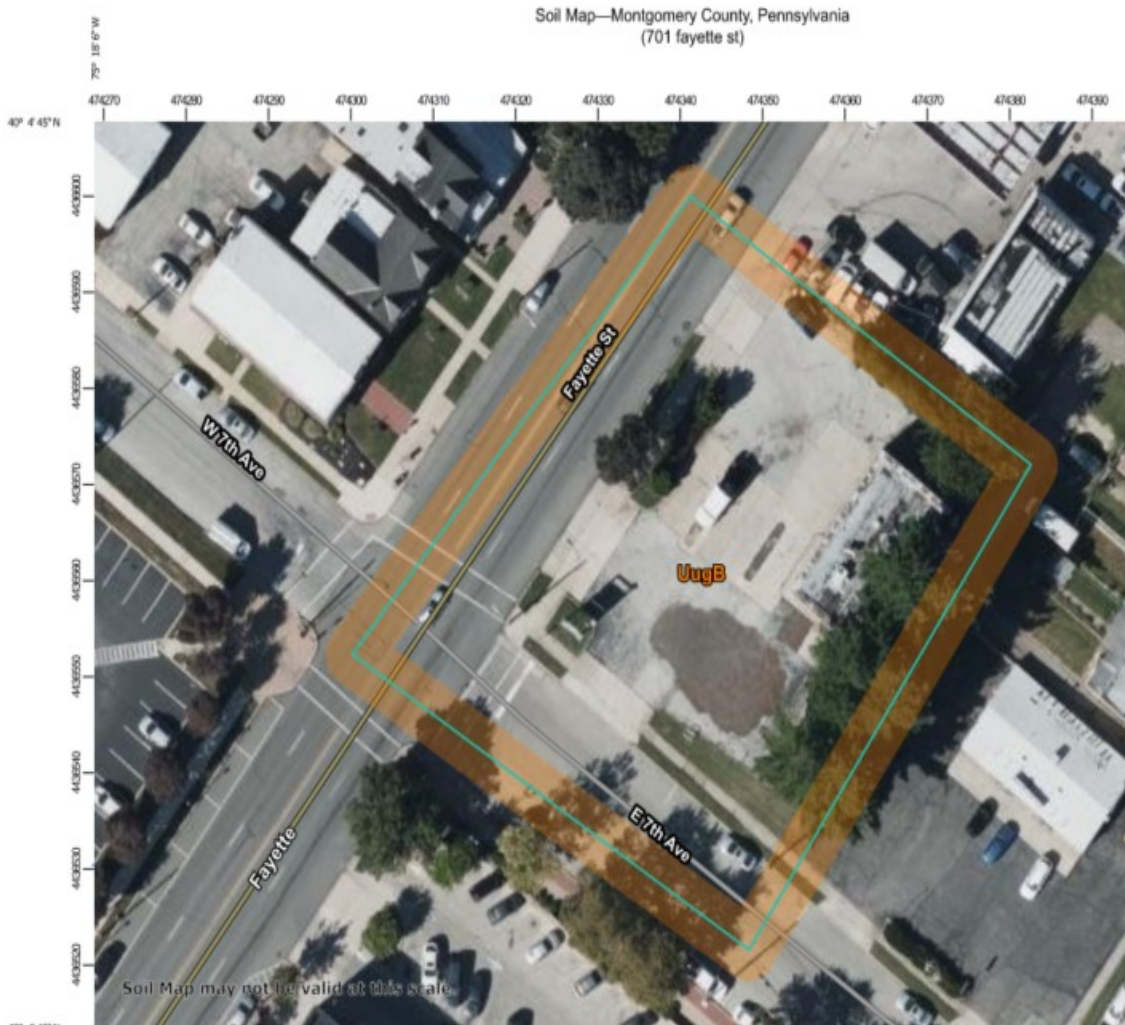 Soil Map—Montgomery County, Pennsylvania
(701 fayette st)
75° 18' 6'' W
474270 474280 474290 474300 474310 474320 474330 474340 474350 474360 474370 474380 474390
40° 4' 45'' N
4436600
4436590
Fayette St
4436580
W 7th Ave
4436570
4436560
UugB
4436550
4436540
E 7th Ave
Fayette
4436530
4436520
Soil Map may not be valid at this scale.